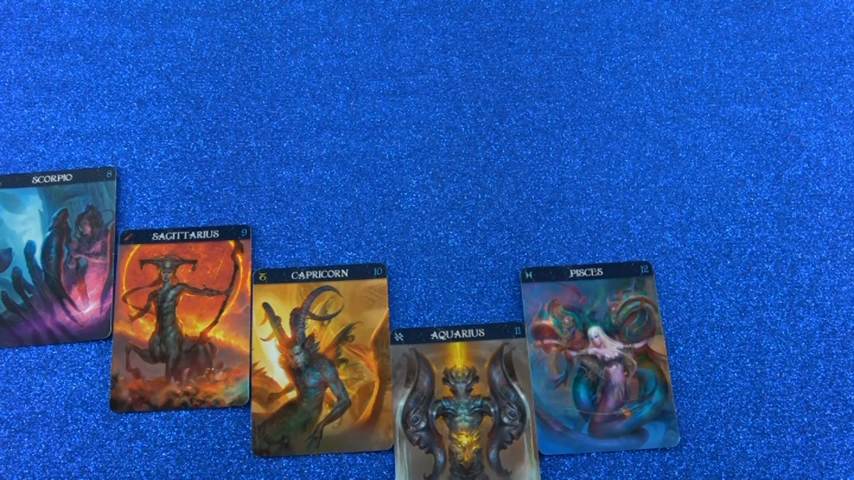 SCORPIO 8
SAGITTARIUS 9
CAPRICORN 10
AQUARIUS 11
PISCES 12